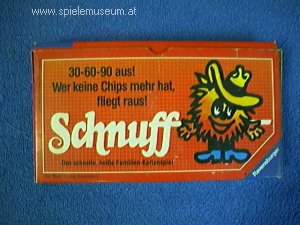 www.spielemuseum.at
30-60-90 aus!
Wer keine Chips mehr hat,
fliegt raus!
Schnuff
Das schnelle, heiße Familien-Kartenspiel
Ravensburger